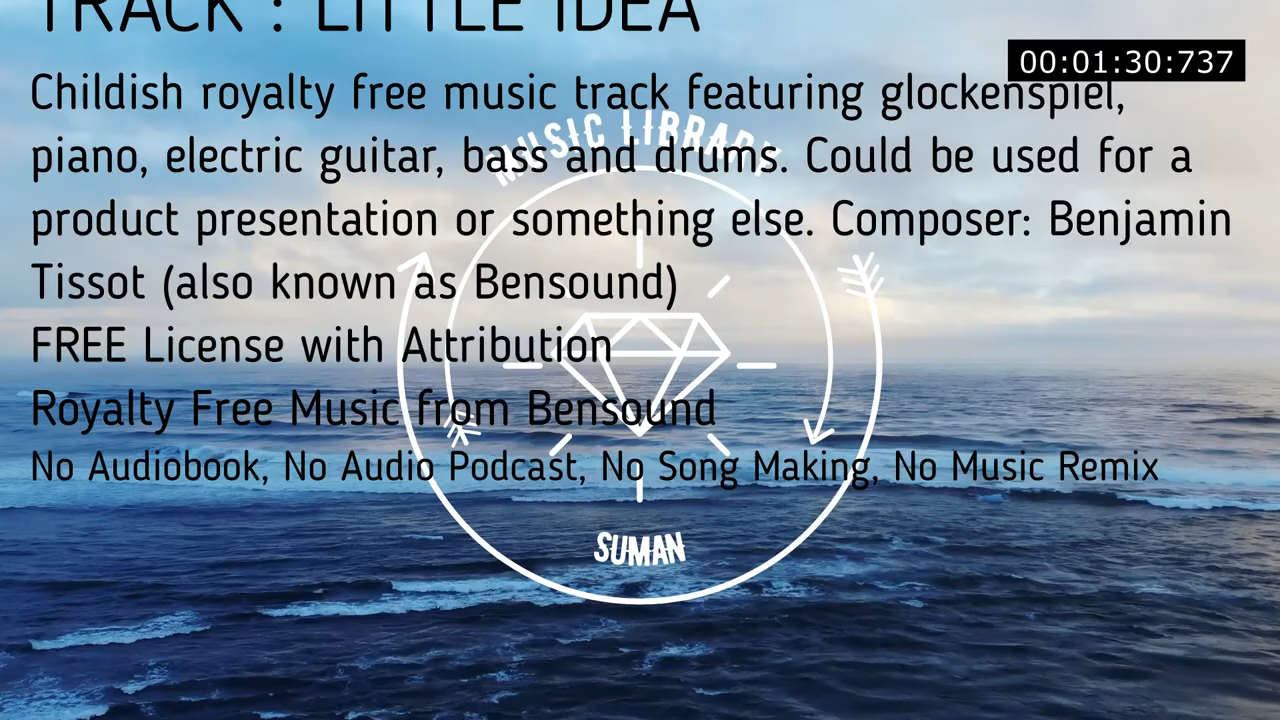 TRACK : LITTLE IDEA
00:01:30:737
Childish royalty free music track featuring glockenspiel,
piano, electric guitar, bass and drums. Could be used for a
product presentation or something else. Composer: Benjamin
Tissot (also known as Bensound)
FREE License with Attribution
Royalty Free Music from Bensound
No Audiobook, No Audio Podcast, No Song Making, No Music Remix
MUSIC LIBRARY
SUMAN